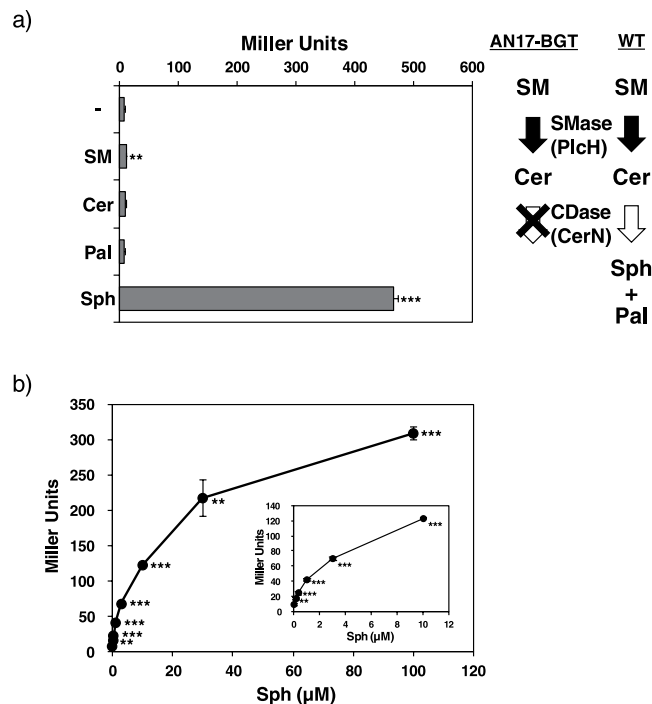 a)
Miller Units
0 100 200 300 400 500 600
-
SM **
Cer
Pal
Sph ***
AN17-BGT WT
SM SM
SMase
(PlcH)
Cer Cer
CDase
(CerN)
Sph
+
Pal
b)
Miller Units
350
300
250
200
150
100
50
0
0 20 40 60 80 100 120
Sph (µM)
***
**
***
***
***
***
**
Miller Units
140
120
100
80
60
40
20
0
0 2 4 6 8 10 12
Sph (µM)
***
***
***
***
**